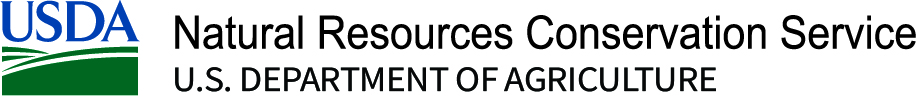 USDA
Natural Resources Conservation Service
U.S. DEPARTMENT OF AGRICULTURE